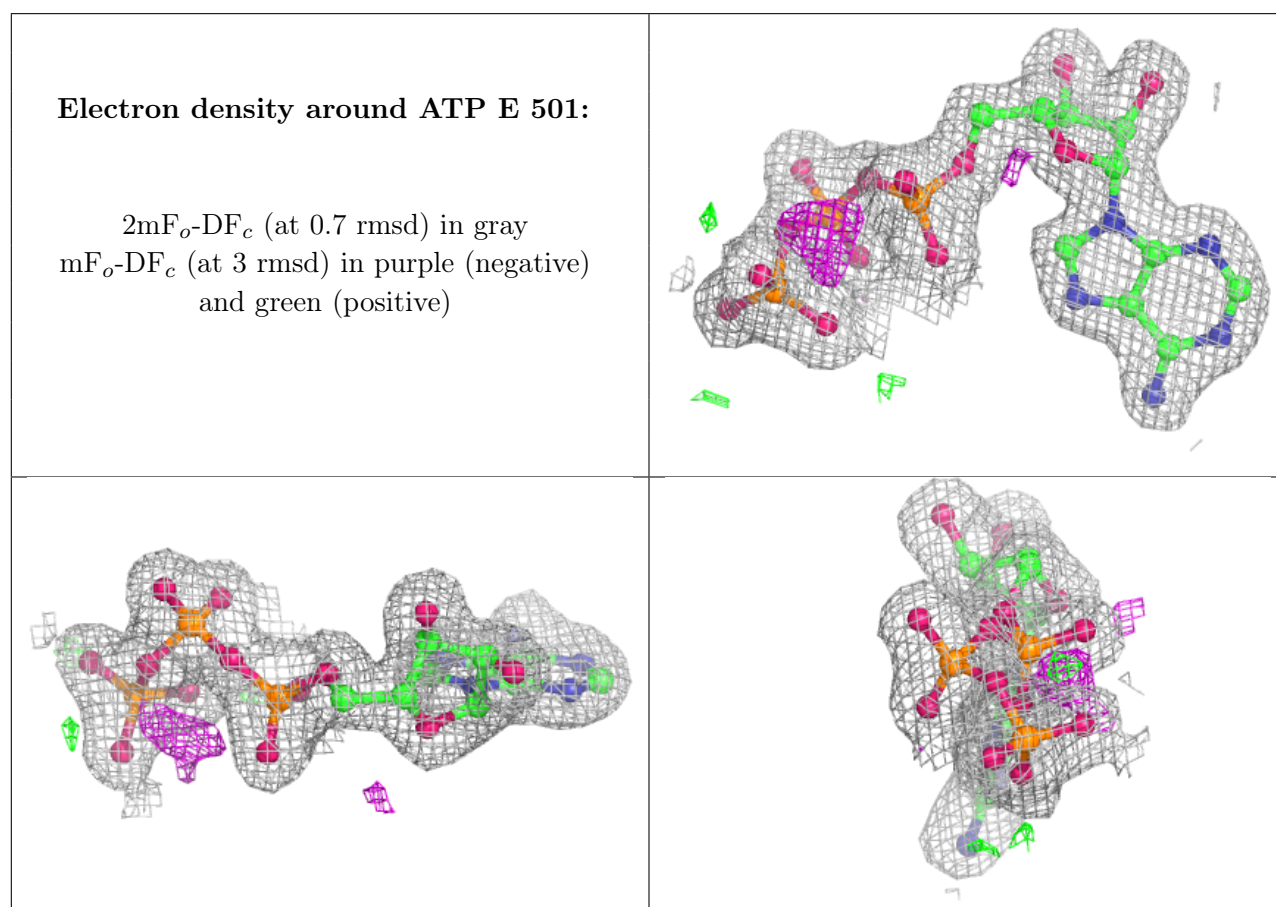 Electron density around ATP E 501:
2mFo-DFc (at 0.7 rmsd) in gray
mFo-DFc (at 3 rmsd) in purple (negative)
and green (positive)